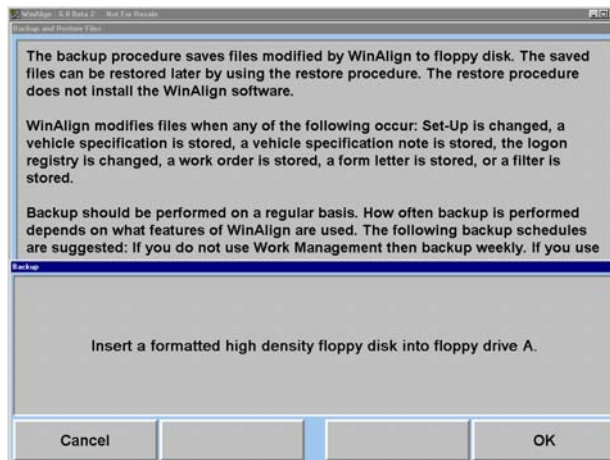 WinAlign / 5.0 Beta 2 Not For Resale
Backup and Restore Files
The backup procedure saves files modified by WinAlign to floppy disk. The saved
files can be restored later by using the restore procedure. The restore procedure
does not install the WinAlign software.
WinAlign modifies files when any of the following occur: Set-Up is changed, a
vehicle specification is stored, a vehicle specification note is stored, the logon
registry is changed, a work order is stored, a form letter is stored, or a filter is
stored.
Backup should be performed on a regular basis. How often backup is performed
depends on what features of WinAlign are used. The following backup schedules
are suggested: If you do not use Work Management then backup weekly. If you use
Backup
Insert a formatted high density floppy disk into floppy drive A.
Cancel
OK